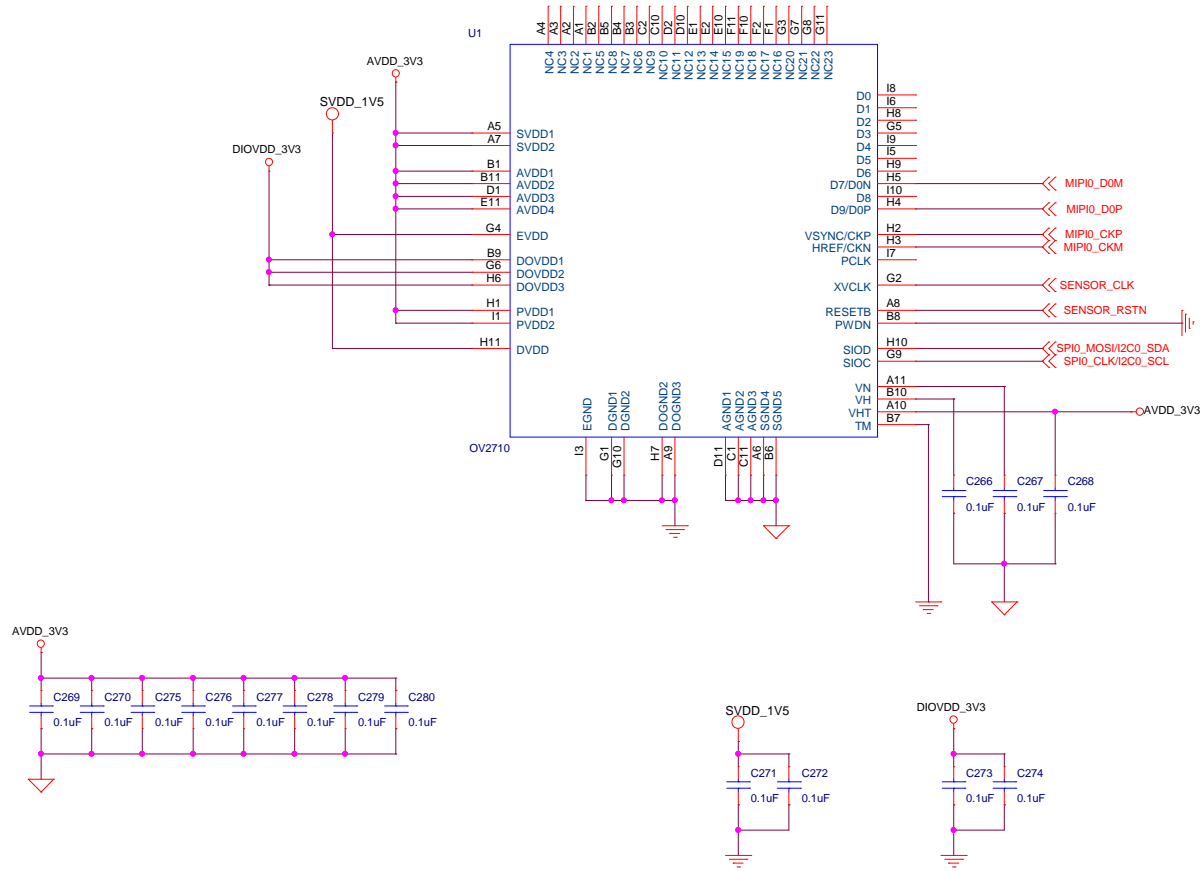 A4 A3 A2 A1 B2 B5 B4 B3 C2 C10 D2 D10 E1 E2 E10 F11 F10 F2 F1 G3 G7 G8 G11
U1
NC4 NC3 NC2 NC1 NC5 NC8 NC7 NC6 NC9 NC10 NC11 NC12 NC13 NC14 NC15 NC19 NC18 NC17 NC16 NC20 NC21 NC22 NC23
AVDD_3V3
SVDD_1V5
DIOVDD_3V3
A5 SVDD1
A7 SVDD2
B1 AVDD1
B11 AVDD2
D1 AVDD3
E11 AVDD4
G4 EVDD
B9 DOVDD1
G6 DOVDD2
H6 DOVDD3
H1 PVDD1
I1 PVDD2
H11 DVDD
D0 I8
D1 I6
D2 H8
D3 G5
D4 I9
D5 I5
D6 H9
D7/D0N H5 MIPI0_D0M
D8 I10
D9/D0P H4 MIPI0_D0P
VSYNC/CKP H2 MIPI0_CKP
HREF/CKN H3 MIPI0_CKM
PCLK I7
XVCLK G2 SENSOR_CLK
RESETB A8 SENSOR_RSTN
PWDN B8
SIOD H10 SPI0_MOSI/I2C0_SDA
SIOC G9 SPI0_CLK/I2C0_SCL
VN A11
VH B10
VHT A10 AVDD_3V3
TM B7
EGND DGND1 DGND2 DOGND2 DOGND3 AGND1 AGND2 AGND3 SGND4 SGND5
OV2710
I3 G1 G10 H7 A9 D11 C1 C11 A6 B6
C266 C267 C268
0.1uF 0.1uF 0.1uF
AVDD_3V3
C269 C270 C275 C276 C277 C278 C279 C280
0.1uF 0.1uF 0.1uF 0.1uF 0.1uF 0.1uF 0.1uF 0.1uF
SVDD_1V5
C271 C272
0.1uF 0.1uF
DIOVDD_3V3
C273 C274
0.1uF 0.1uF